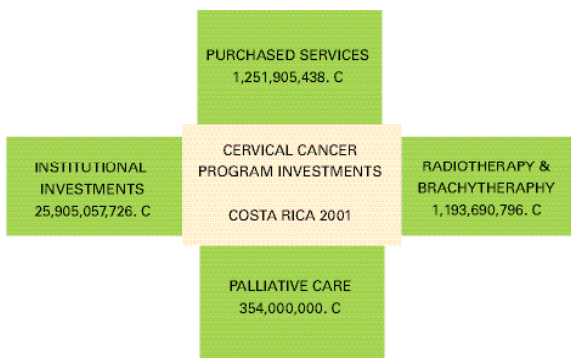 PURCHASED SERVICES
1,251,905,438. C
INSTITUTIONAL
INVESTMENTS
25,905,057,726. C
CERVICAL CANCER
PROGRAM INVESTMENTS
COSTA RICA 2001
RADIOTHERAPY &
BRACHYTHERAPHY
1,193,690,796. C
PALLIATIVE CARE
354,000,000. C